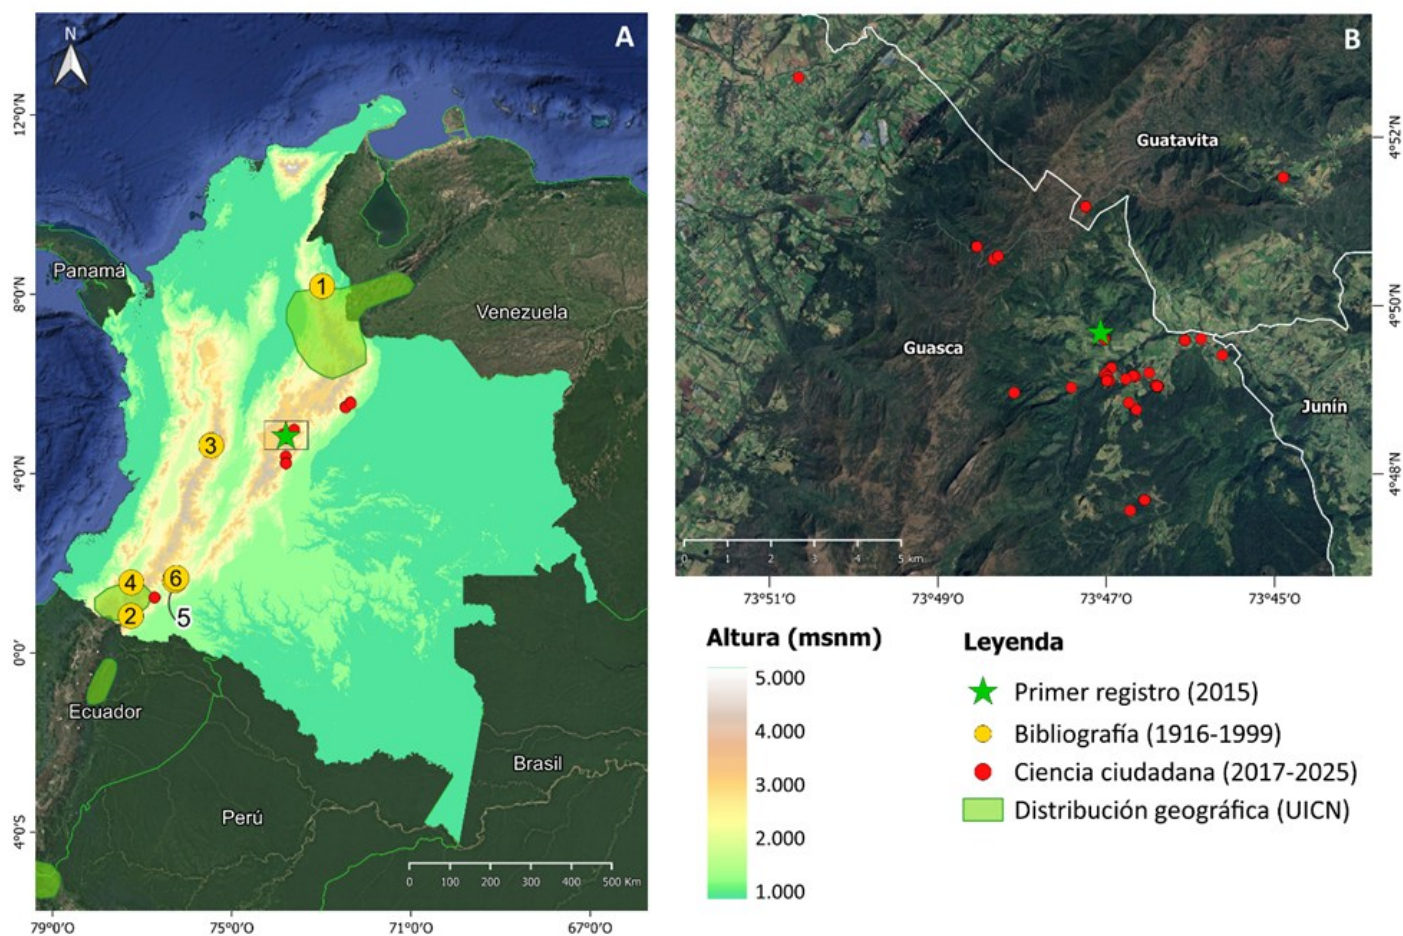 N
A
12°0'N
8°0'N
4°0'N
0°0'
4°0'S
79°0'O
75°0'O
71°0'O
67°0'O
Panamá
Venezuela
Ecuador
Perú
Brasil
1
3
4
6
2
5
0 100 200 300 400 500 Km
B
Guatavita
Guasca
Junín
4°52'N
4°50'N
4°48'N
0 1 2 3 4 5 km
73°51'O
73°49'O
73°47'O
73°45'O
Altura (msnm)
5.000
4.000
3.000
2.000
1.000
Leyenda
Primer registro (2015)
Bibliografía (1916-1999)
Ciencia ciudadana (2017-2025)
Distribución geográfica (UICN)